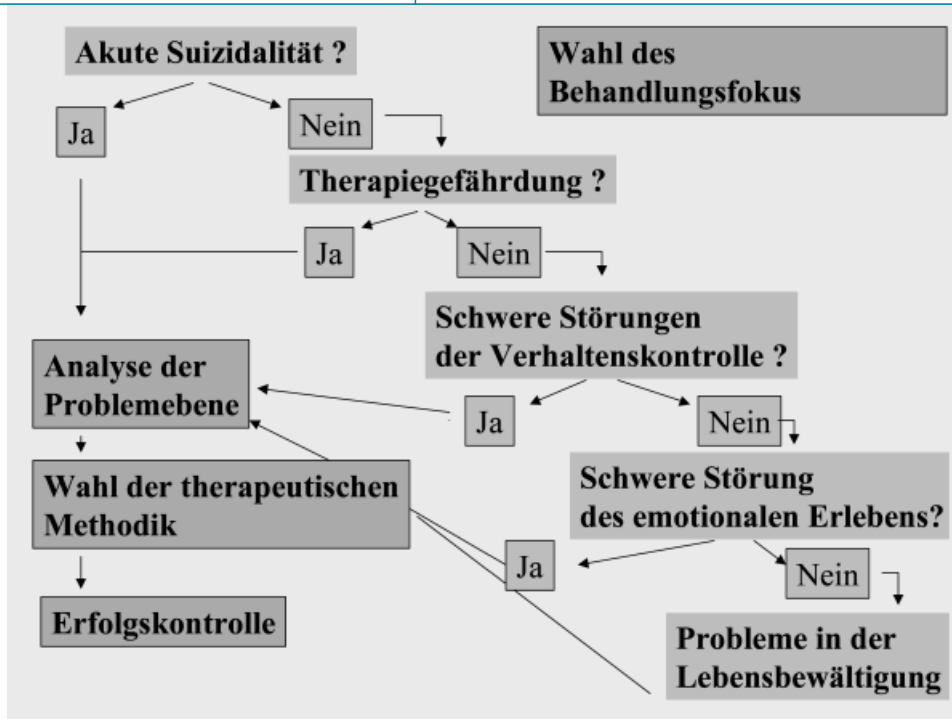 Akute Suizidalität ?
Wahl des
Behandlungsfokus
Ja
Nein
Therapiegefährdung ?
Ja
Nein
Schwere Störungen
der Verhaltenskontrolle ?
Analyse der
Problemebene
Ja
Nein
Schwere Störung
des emotionalen Erlebens?
Wahl der therapeutischen
Methodik
Ja
Nein
Erfolgskontrolle
Probleme in der
Lebensbewältigung